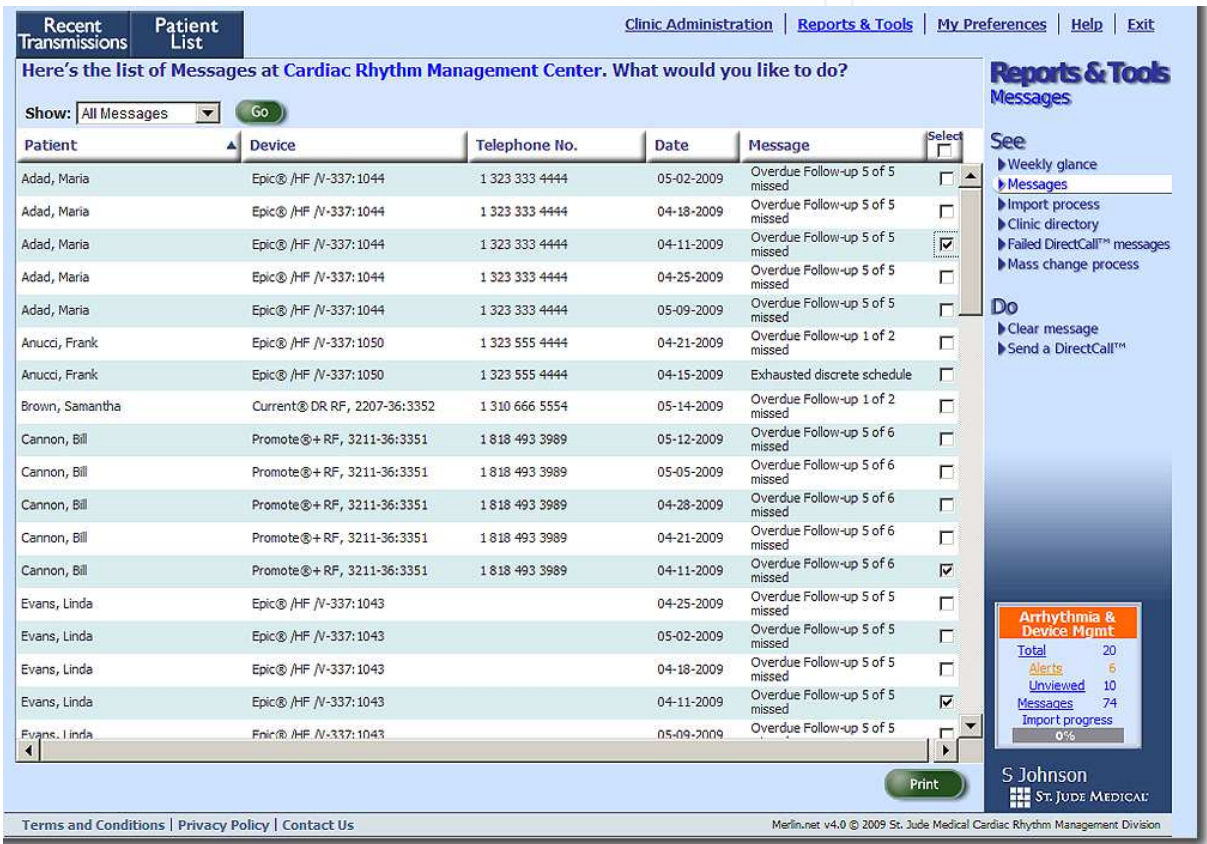 Recent Transmissions
Patient List
Clinic Administration | Reports & Tools | My Preferences | Help | Exit
Here's the list of Messages at Cardiac Rhythm Management Center. What would you like to do?
Show: All Messages Go
Patient Device Telephone No. Date Message Select
Adad, Maria Epic® /HF /V-337:1044 1 323 333 4444 05-02-2009 Overdue Follow-up 5 of 5 missed
Adad, Maria Epic® /HF /V-337:1044 1 323 333 4444 04-18-2009 Overdue Follow-up 5 of 5 missed
Adad, Maria Epic® /HF /V-337:1044 1 323 333 4444 04-11-2009 Overdue Follow-up 5 of 5 missed
Adad, Maria Epic® /HF /V-337:1044 1 323 333 4444 04-25-2009 Overdue Follow-up 5 of 5 missed
Adad, Maria Epic® /HF /V-337:1044 1 323 333 4444 05-09-2009 Overdue Follow-up 5 of 5 missed
Anucci, Frank Epic® /HF /V-337:1050 1 323 555 4444 04-21-2009 Overdue Follow-up 1 of 2 missed
Anucci, Frank Epic® /HF /V-337:1050 1 323 555 4444 04-15-2009 Exhausted discrete schedule
Brown, Samantha Current® DR RF, 2207-36:3352 1 310 666 5554 05-14-2009 Overdue Follow-up 1 of 2 missed
Cannon, Bill Promote®+ RF, 3211-36:3351 1 818 493 3989 05-12-2009 Overdue Follow-up 5 of 6 missed
Cannon, Bill Promote®+ RF, 3211-36:3351 1 818 493 3989 05-05-2009 Overdue Follow-up 5 of 6 missed
Cannon, Bill Promote®+ RF, 3211-36:3351 1 818 493 3989 04-28-2009 Overdue Follow-up 5 of 6 missed
Cannon, Bill Promote®+ RF, 3211-36:3351 1 818 493 3989 04-21-2009 Overdue Follow-up 5 of 6 missed
Cannon, Bill Promote®+ RF, 3211-36:3351 1 818 493 3989 04-11-2009 Overdue Follow-up 5 of 6 missed
Evans, Linda Epic® /HF /V-337:1043 04-25-2009 Overdue Follow-up 5 of 5 missed
Evans, Linda Epic® /HF /V-337:1043 05-02-2009 Overdue Follow-up 5 of 5 missed
Evans, Linda Epic® /HF /V-337:1043 04-18-2009 Overdue Follow-up 5 of 5 missed
Evans, Linda Epic® /HF /V-337:1043 04-11-2009 Overdue Follow-up 5 of 5 missed
Evans, Linda Epic® /HF /V-337:1043 05-09-2009 Overdue Follow-up 5 of 5
Print
Reports & Tools
Messages
See
Weekly glance
Messages
Import process
Clinic directory
Failed DirectCall™ messages
Mass change process
Do
Clear message
Send a DirectCall™
Arrhythmia &
Device Mgmt
Total 20
Alerts 6
Unviewed 10
Messages 74
Import progress
0%
S Johnson
ST. JUDE MEDICAL
Terms and Conditions | Privacy Policy | Contact Us
Merlin.net v4.0 © 2009 St. Jude Medical Cardiac Rhythm Management Division